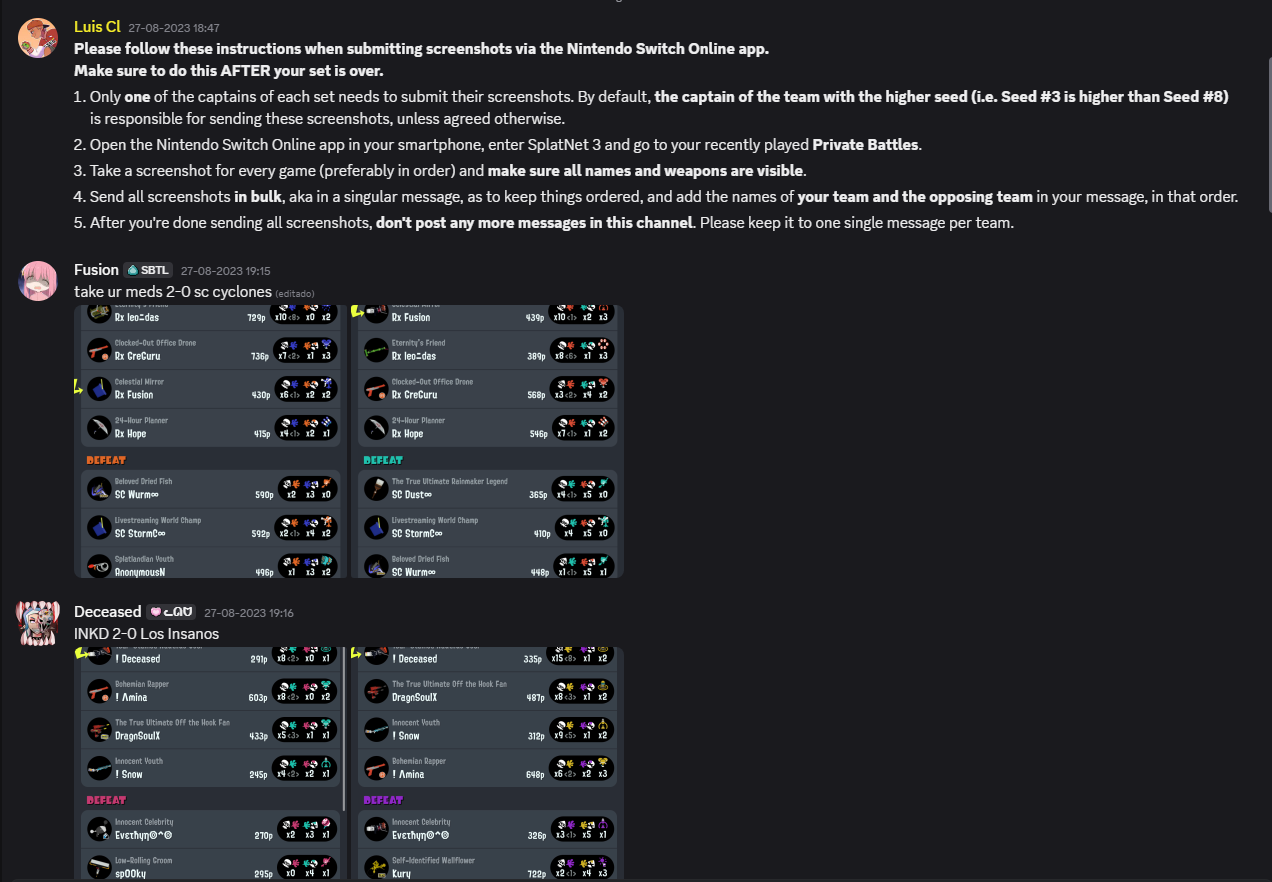 Luis Cl 27-08-2023 18:47
Please follow these instructions when submitting screenshots via the Nintendo Switch Online app.
Make sure to do this AFTER your set is over.
1. Only one of the captains of each set needs to submit their screenshots. By default, the captain of the team with the higher seed (i.e. Seed #3 is higher than Seed #8)
is responsible for sending these screenshots, unless agreed otherwise.
2. Open the Nintendo Switch Online app in your smartphone, enter SplatNet 3 and go to your recently played Private Battles.
3. Take a screenshot for every game (preferably in order) and make sure all names and weapons are visible.
4. Send all screenshots in bulk, aka in a singular message, as to keep things ordered, and add the names of your team and the opposing team in your message, in that order.
5. After you're done sending all screenshots, don't post any more messages in this channel. Please keep it to one single message per team.
Fusion SBTL 27-08-2023 19:15
take ur meds 2-0 sc cyclones (editado)
Eternity's Friend
Rx leo=das 729p x10<8> x0 x2
Clocked-Out Office Drone
Rx GreGuru 736p x7<2> x1 x3
Celestial Mirror
Rx Fusion 430p x6<1> x2 x2
24-Hour Planner
Rx Hope 415p x4<1> x2 x1
DEFEAT
Beloved Dried Fish
SC Wurm∞ 590p x2 x3 x0
Livestreaming World Champ
SC StormC∞ 592p x2<1> x4 x2
Splatlandian Youth
AnonymousN 496p x1 x3 x2
Celestial Mirror
Rx Fusion 439p x10<1> x2 x3
Eternity's Friend
Rx leo=das 389p x8<6> x1 x3
Clocked-Out Office Drone
Rx GreGuru 568p x3<2> x4 x2
24-Hour Planner
Rx Hope 546p x7<1> x1 x2
DEFEAT
The True Ultimate Rainmaker Legend
SC Dust∞ 365p x4<1> x5 x0
Livestreaming World Champ
SC StormC∞ 410p x4 x5 x0
Beloved Dried Fish
SC Wurm∞ 448p x1<1> x5 x1
Deceased 27-08-2023 19:16
INKD 2-0 Los Insanos
! Deceased 291p x8<2> x0 x1
Bohemian Rapper
! Λmina 603p x8<2> x0 x2
The True Ultimate Off the Hook Fan
DragnSoulX 433p x5<3> x1 x1
Innocent Youth
! Snow 245p x4<2> x2 x1
DEFEAT
Innocent Celebrity
270p x2 x3 x1
Low-Rolling Groom
sp00ky 295p x0 x4 x1
! Deceased 335p x15<8> x1 x2
The True Ultimate Off the Hook Fan
DragnSoulX 487p x8<3> x1 x2
Innocent Youth
! Snow 312p x9<5> x1 x2
Bohemian Rapper
! Λmina 648p x6<2> x2 x3
DEFEAT
Innocent Celebrity
326p x3<1> x5 x1
Self-Identified Wallflower
Kury 722p x2<1> x4 x3